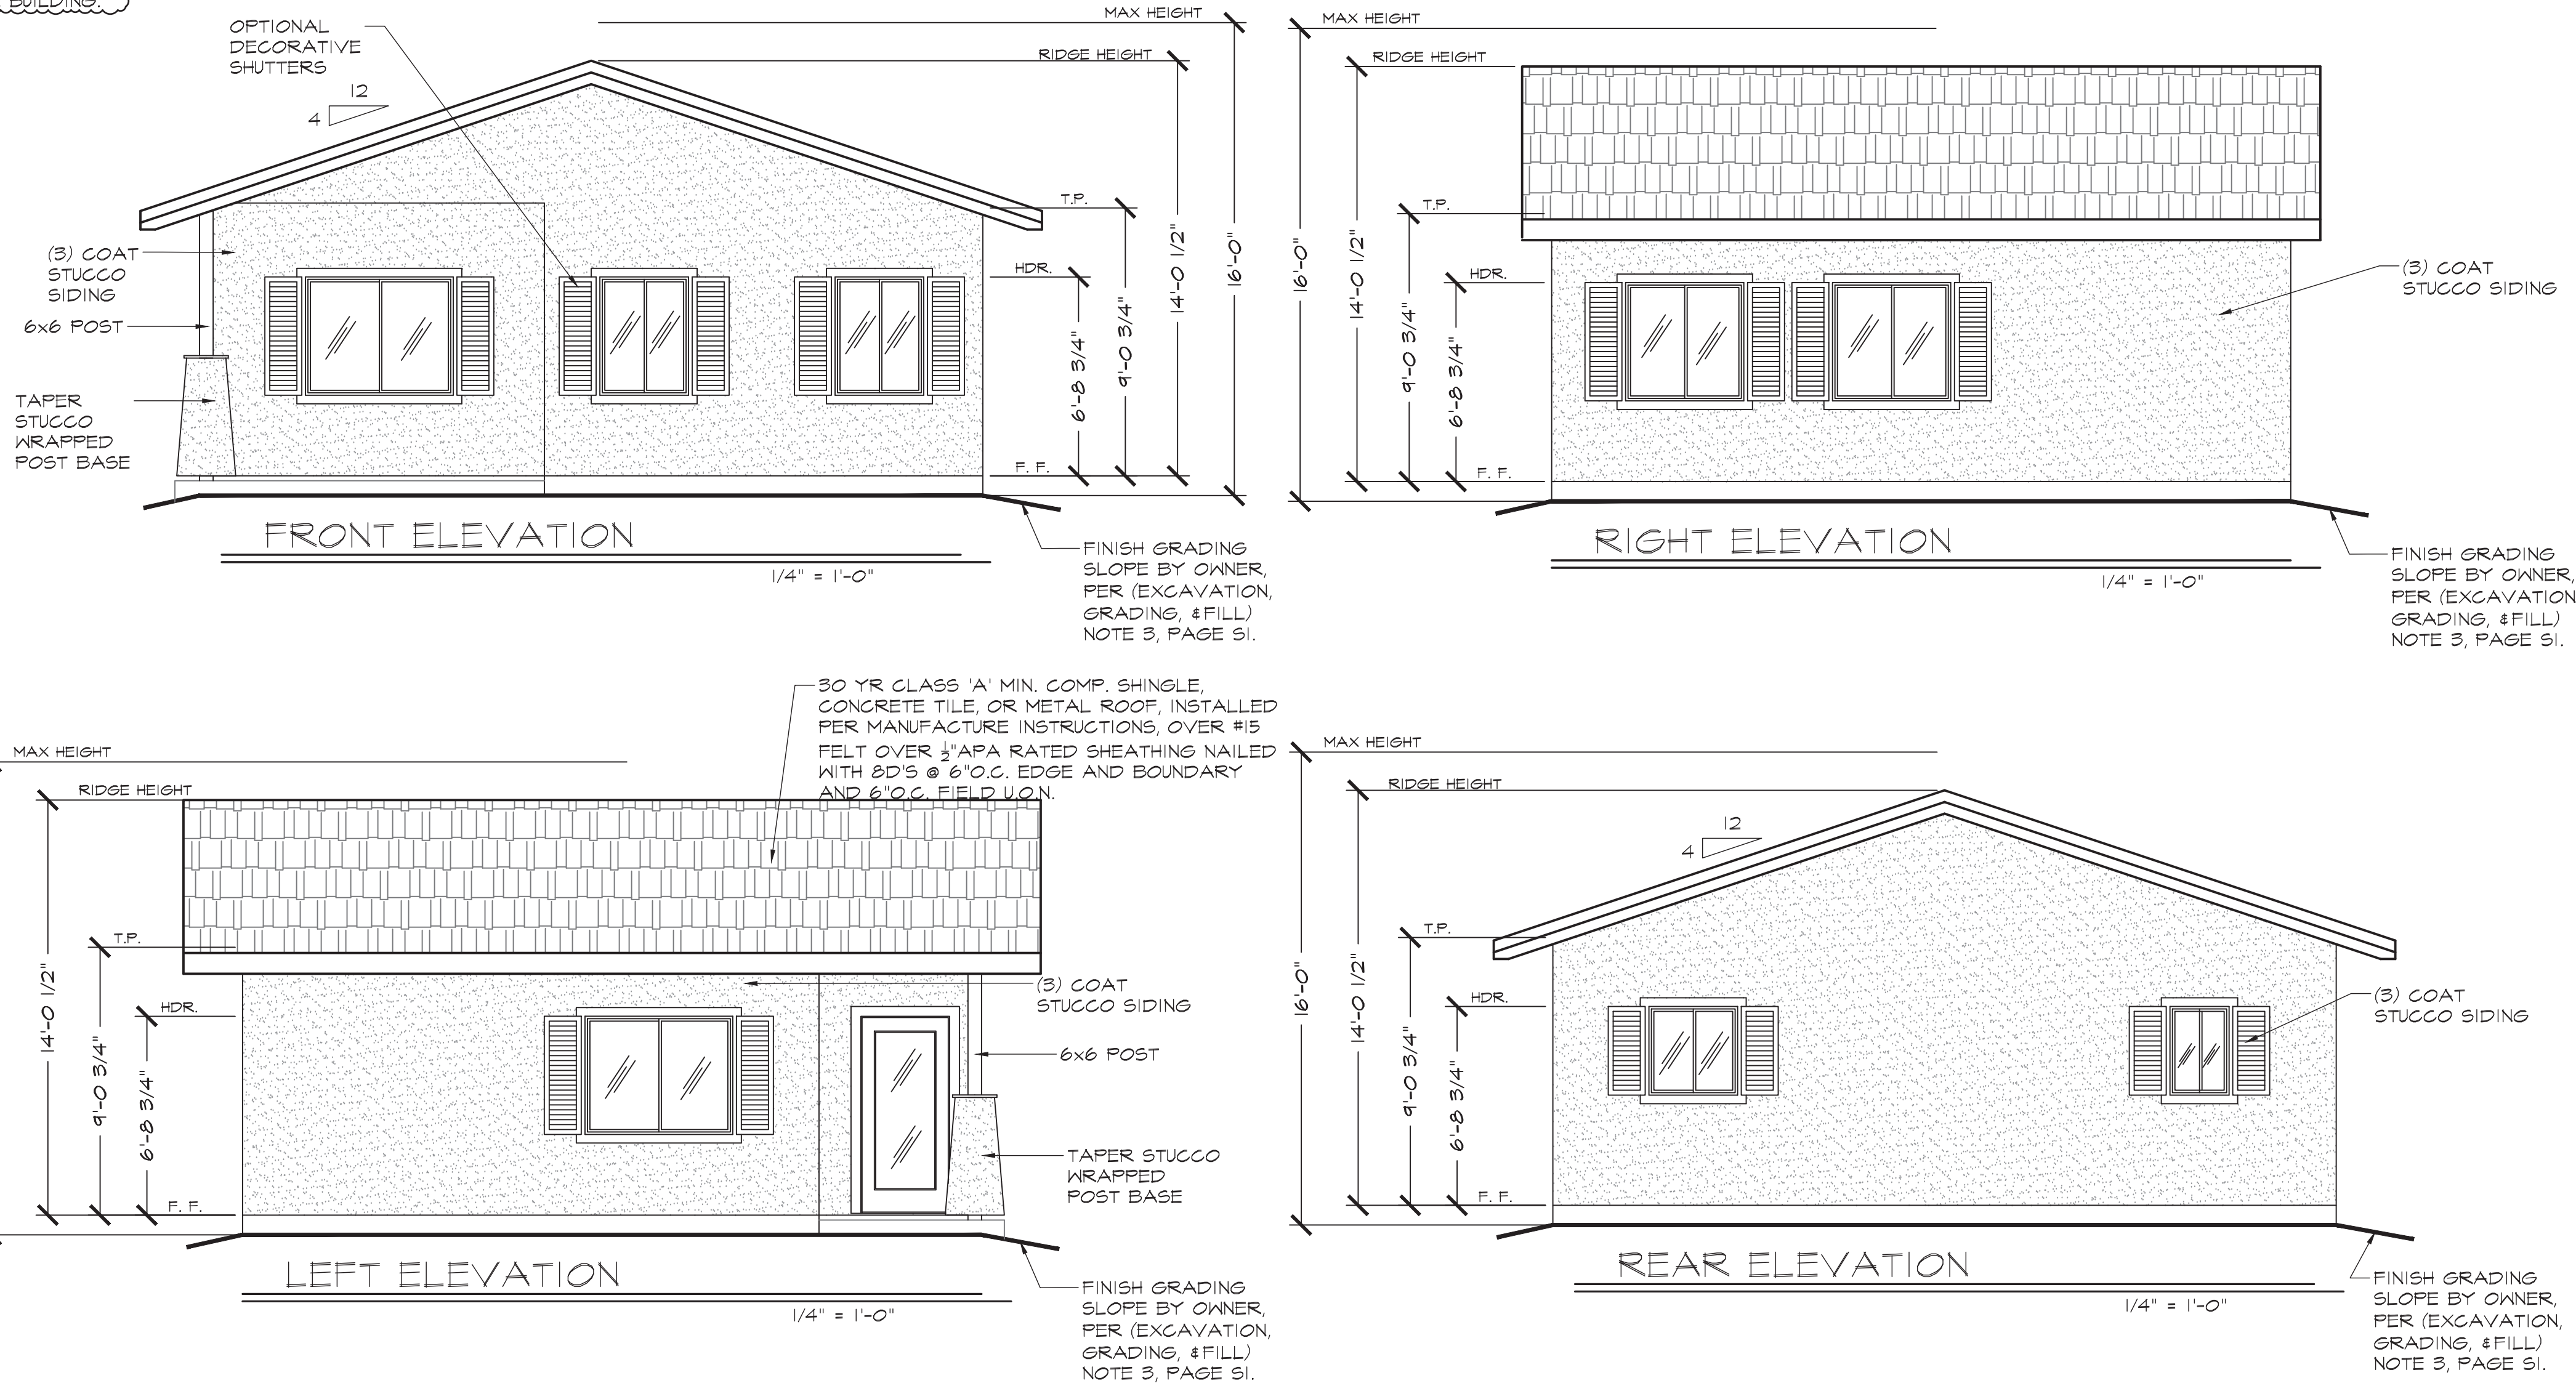 BUILDING.
OPTIONAL
DECORATIVE
SHUTTERS
12
4
MAX HEIGHT
RIDGE HEIGHT
T.P.
HDR.
F. F.
6'-8 3/4"
9'-0 3/4"
14'-0 1/2"
16'-0"
(3) COAT
STUCCO
SIDING
6x6 POST
TAPER
STUCCO
WRAPPED
POST BASE
FRONT ELEVATION
1/4" = 1'-0"
FINISH GRADING
SLOPE BY OWNER,
PER (EXCAVATION,
GRADING, &FILL)
NOTE 3, PAGE S1.
MAX HEIGHT
RIDGE HEIGHT
T.P.
HDR.
F. F.
16'-0"
14'-0 1/2"
9'-0 3/4"
6'-8 3/4"
(3) COAT
STUCCO SIDING
RIGHT ELEVATION
1/4" = 1'-0"
FINISH GRADING
SLOPE BY OWNER,
PER (EXCAVATION
GRADING, &FILL)
NOTE 3, PAGE S1.
30 YR CLASS 'A' MIN. COMP. SHINGLE,
CONCRETE TILE, OR METAL ROOF, INSTALLED
PER MANUFACTURE INSTRUCTIONS, OVER #15
FELT OVER ½"APA RATED SHEATHING NAILED
WITH 8D'S @ 6"O.C. EDGE AND BOUNDARY
AND 6"O.C. FIELD U.O.N.
MAX HEIGHT
RIDGE HEIGHT
T.P.
HDR.
F. F.
14'-0 1/2"
9'-0 3/4"
6'-8 3/4"
(3) COAT
STUCCO SIDING
6x6 POST
TAPER STUCCO
WRAPPED
POST BASE
LEFT ELEVATION
1/4" = 1'-0"
FINISH GRADING
SLOPE BY OWNER,
PER (EXCAVATION,
GRADING, &FILL)
NOTE 3, PAGE S1.
MAX HEIGHT
RIDGE HEIGHT
12
4
T.P.
HDR.
F. F.
16'-0"
14'-0 1/2"
9'-0 3/4"
6'-8 3/4"
(3) COAT
STUCCO SIDING
REAR ELEVATION
1/4" = 1'-0"
FINISH GRADING
SLOPE BY OWNER,
PER (EXCAVATION,
GRADING, &FILL)
NOTE 3, PAGE S1.